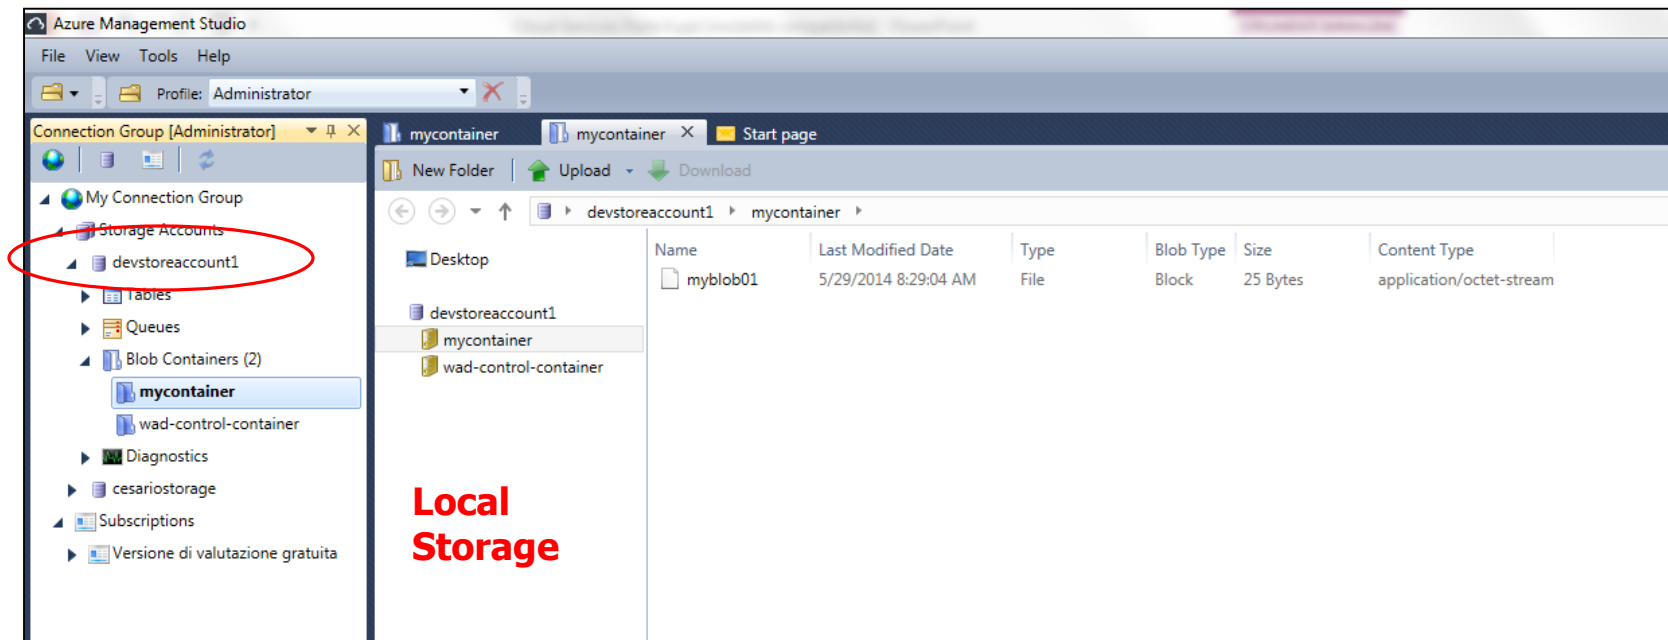 Azure Management Studio
File View Tools Help
Profile: Administrator
Connection Group [Administrator]
mycontainer mycontainer Start page
New Folder Upload Download
My Connection Group
Storage Accounts
devstoreaccount1
Tables
Queues
Blob Containers (2)
mycontainer
wad-control-container
Diagnostics
cesariostorage
Subscriptions
Versione di valutazione gratuita
devstoreaccount1 mycontainer
Desktop
devstoreaccount1
mycontainer
wad-control-container
Name Last Modified Date Type Blob Type Size Content Type
myblob01 5/29/2014 8:29:04 AM File Block 25 Bytes application/octet-stream
Local
Storage